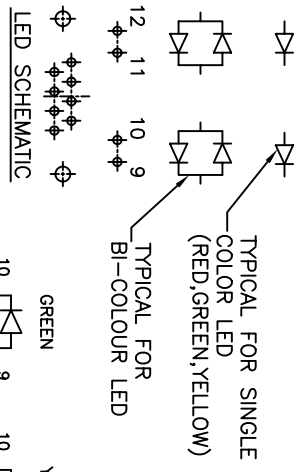 TYPICAL FOR SINGLE
COLOR LED
(RED,GREEN,YELLOW)
TYPICAL FOR
BI-COLOUR LED
12 11 10 9
LED SCHEMATIC
GREEN
10 9 10